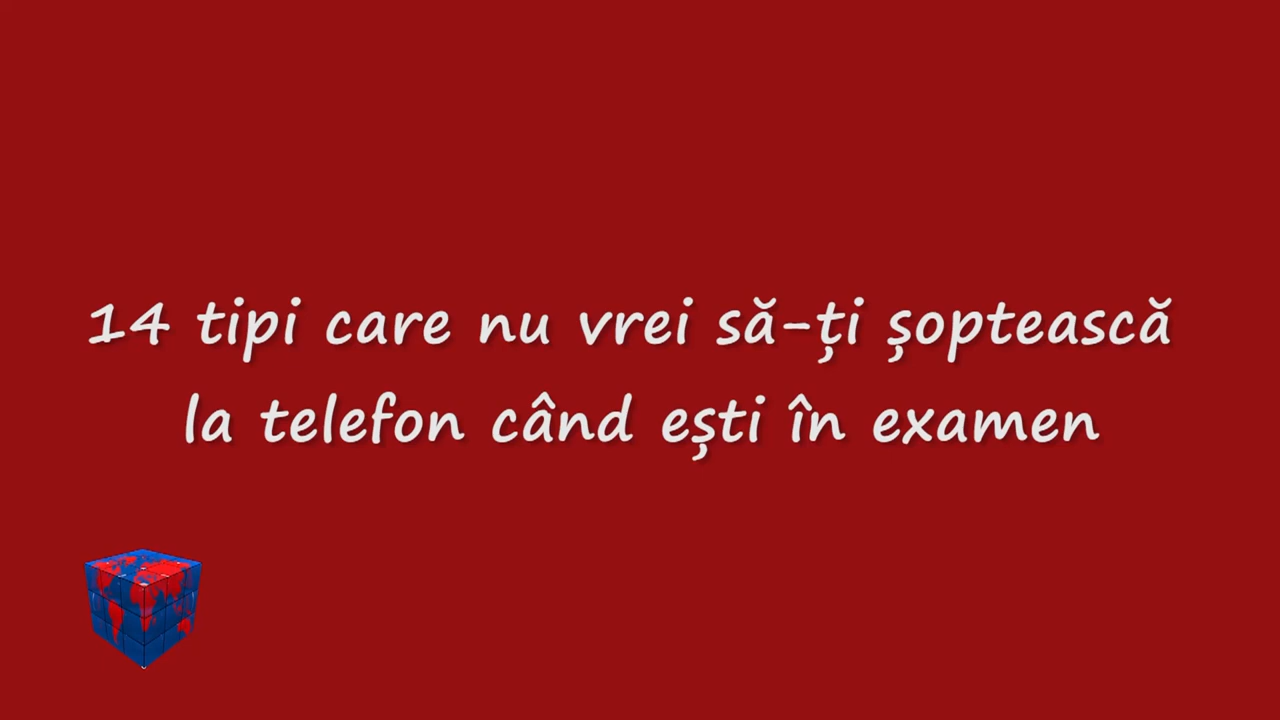 14 tipi care nu vrei să-ți șoptească
la telefon când ești în examen